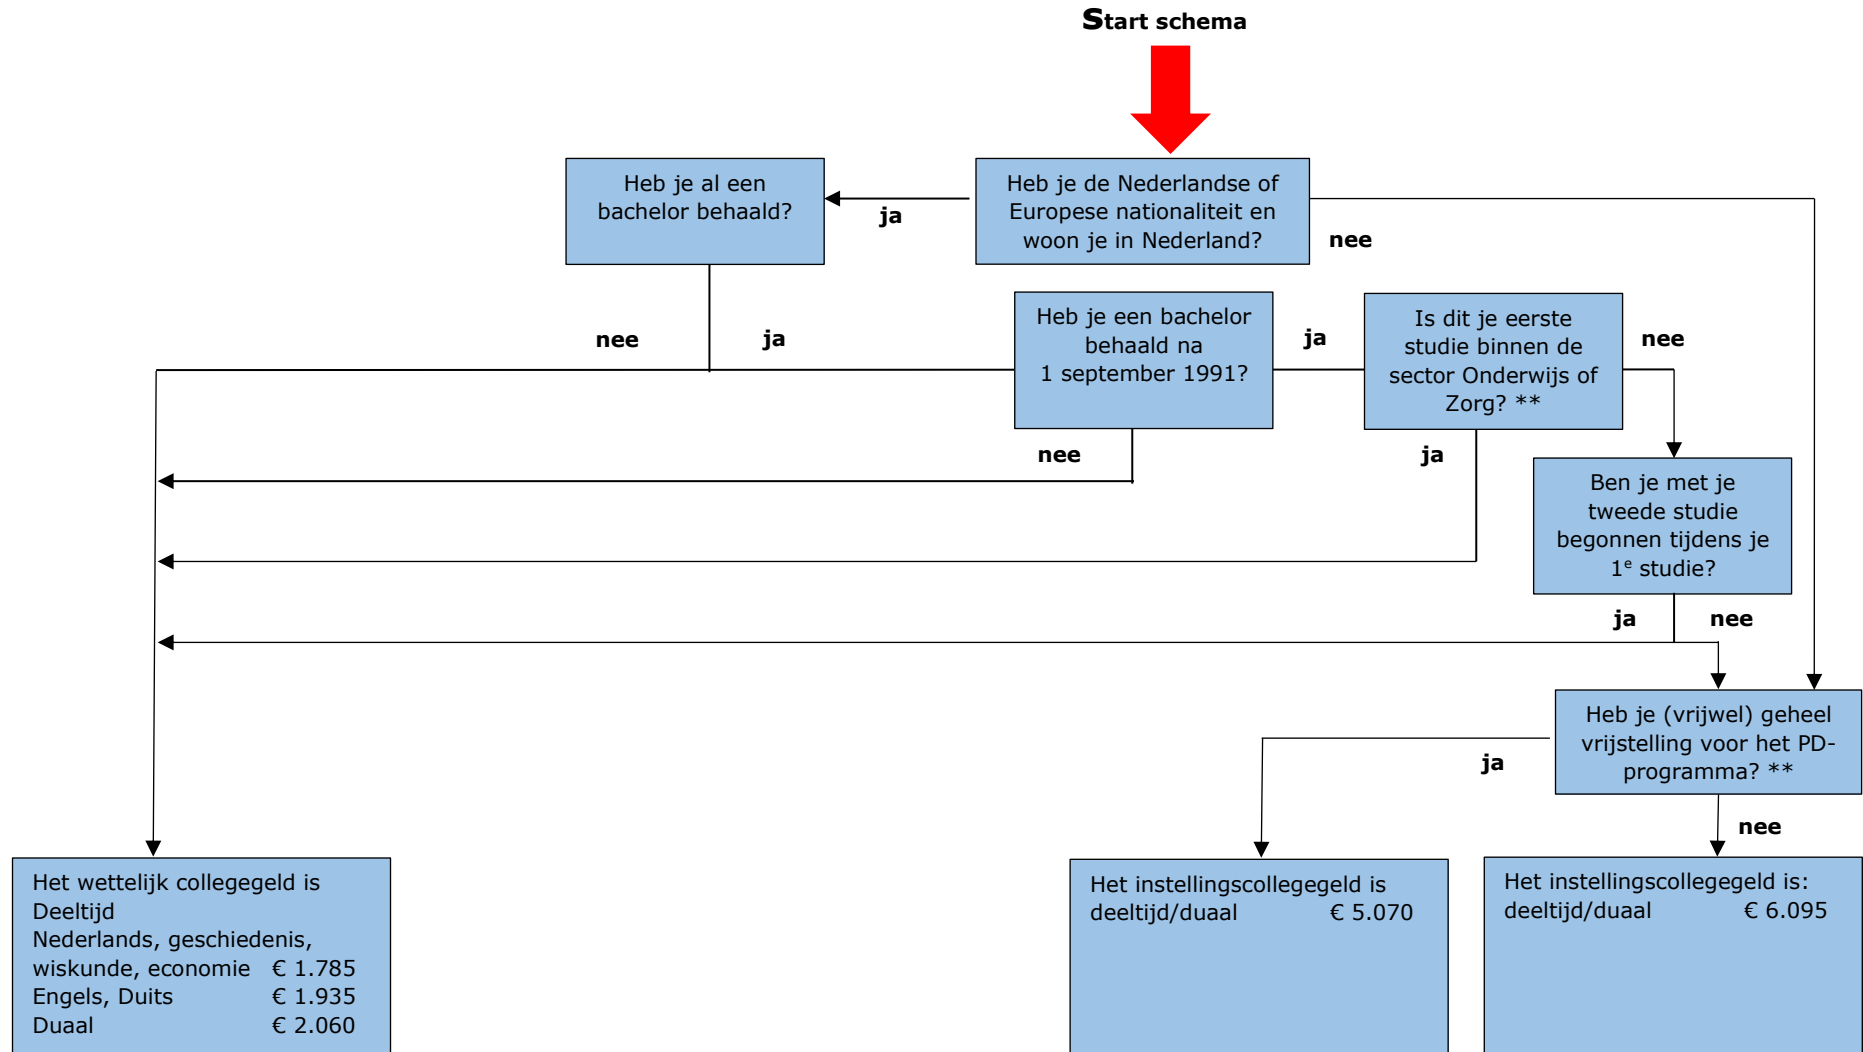 Start schema
Heb je al een
bachelor behaald?
ja
Heb je de Nederlandse of
Europese nationaliteit en
woon je in Nederland?
nee
nee
ja
Heb je een bachelor
behaald na
1 september 1991?
ja
Is dit je eerste
studie binnen de
sector Onderwijs of
Zorg? **
nee
nee
ja
Ben je met je
tweede studie
begonnen tijdens je
1e studie?
ja
nee
Heb je (vrijwel) geheel
vrijstelling voor het PD-
programma? **
ja
nee
Het wettelijk collegegeld is
Deeltijd
Nederlands, geschiedenis,
wiskunde, economie € 1.785
Engels, Duits € 1.935
Duaal € 2.060
Het instellingscollegegeld is
deeltijd/duaal € 5.070
Het instellingscollegegeld is:
deeltijd/duaal € 6.095